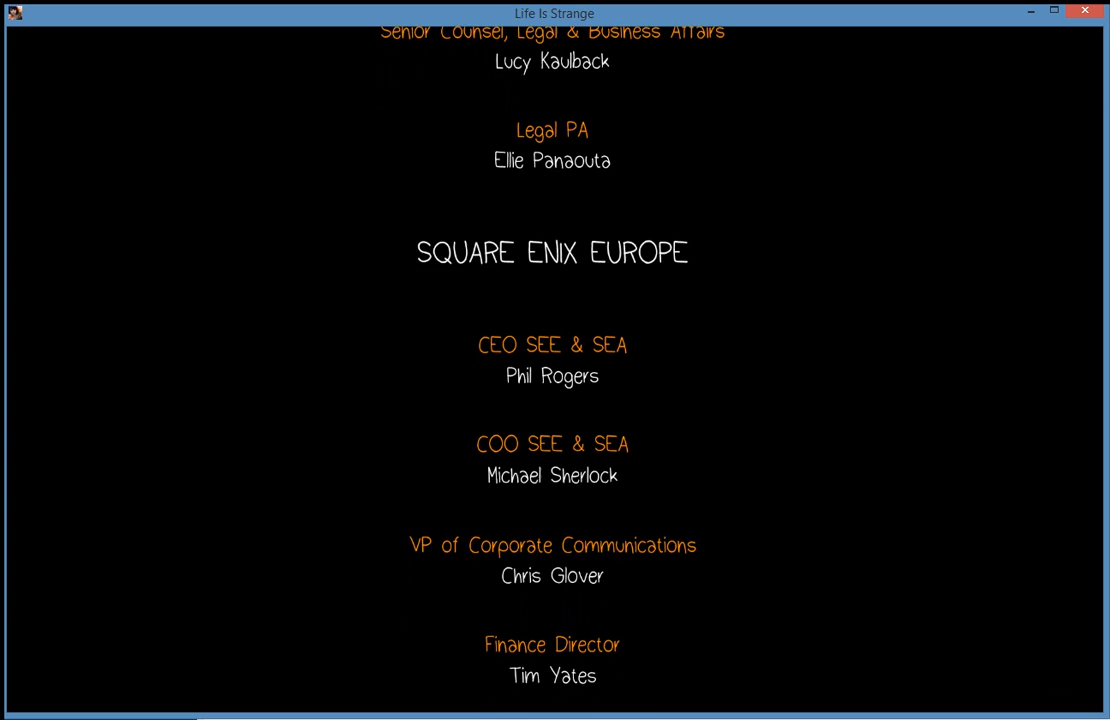 Life Is Strange
Senior Counsel, Legal & Business Affairs
Lucy Kaulback
Legal PA
Ellie Panaouta
SQUARE ENIX EUROPE
CEO SEE & SEA
Phil Rogers
COO SEE & SEA
Michael Sherlock
VP of Corporate Communications
Chris Glover
Finance Director
Tim Yates